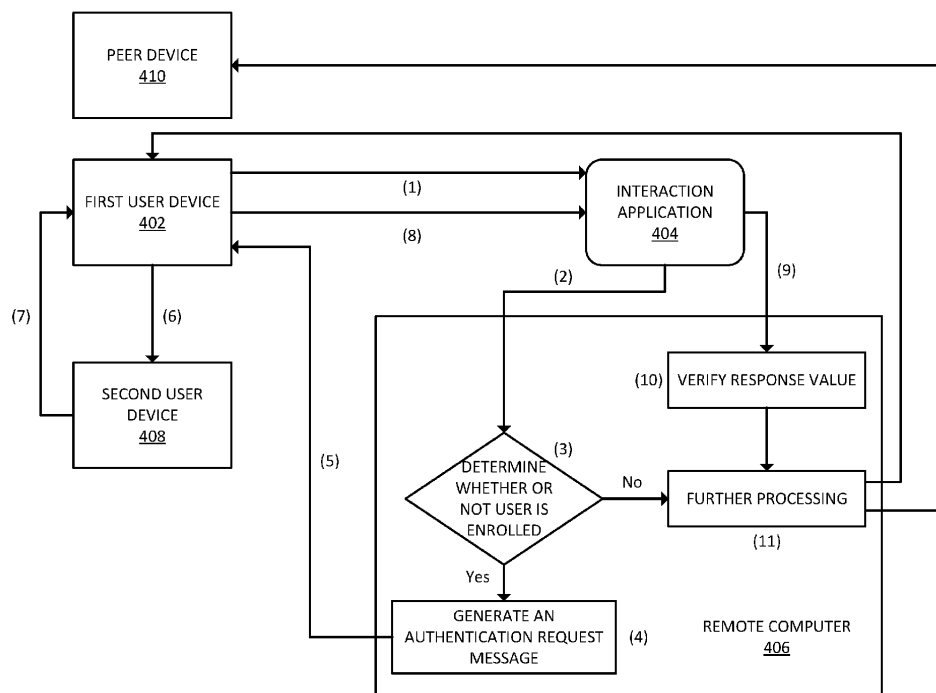 PEER DEVICE
410
FIRST USER DEVICE
402
(1)
(8)
INTERACTION
APPLICATION
404
(2)
(9)
(7)
(6)
SECOND USER
DEVICE
408
(5)
(10)
VERIFY RESPONSE VALUE
(3)
DETERMINE
WHETHER OR
NOT USER IS
ENROLLED
No
FURTHER PROCESSING
(11)
Yes
GENERATE AN
AUTHENTICATION REQUEST
MESSAGE
(4)
REMOTE COMPUTER
406